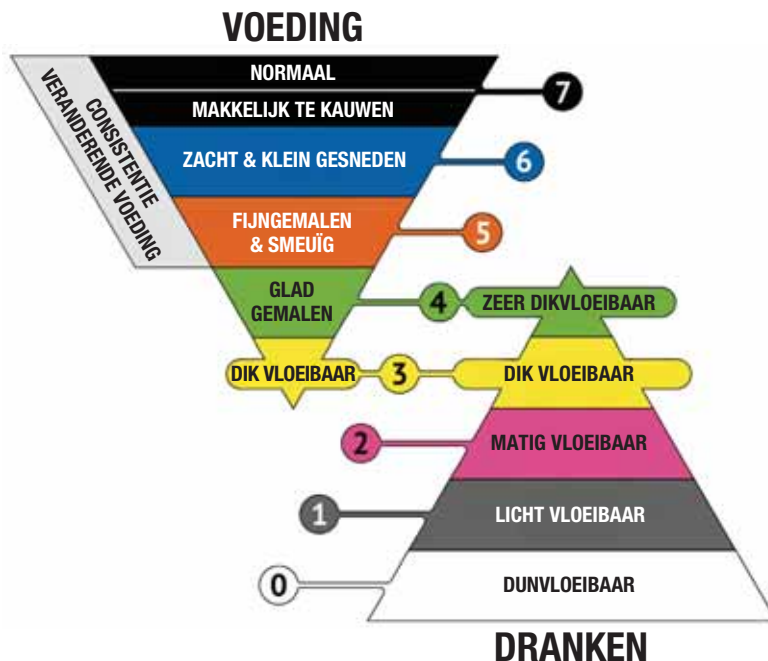 VOEDING
CONSISTENTIE
VERANDERENDE VOEDING
NORMAAL
7
MAKKELIJK TE KAUWEN
ZACHT & KLEIN GESNEDEN
6
FIJNGEMALEN
& SMEUÏG
5
GLAD
GEMALEN
4
ZEER DIKVLOEIBAAR
DIK VLOEIBAAR
3
DIK VLOEIBAAR
2
MATIG VLOEIBAAR
1
LICHT VLOEIBAAR
0
DUNVLOEIBAAR
DRANKEN